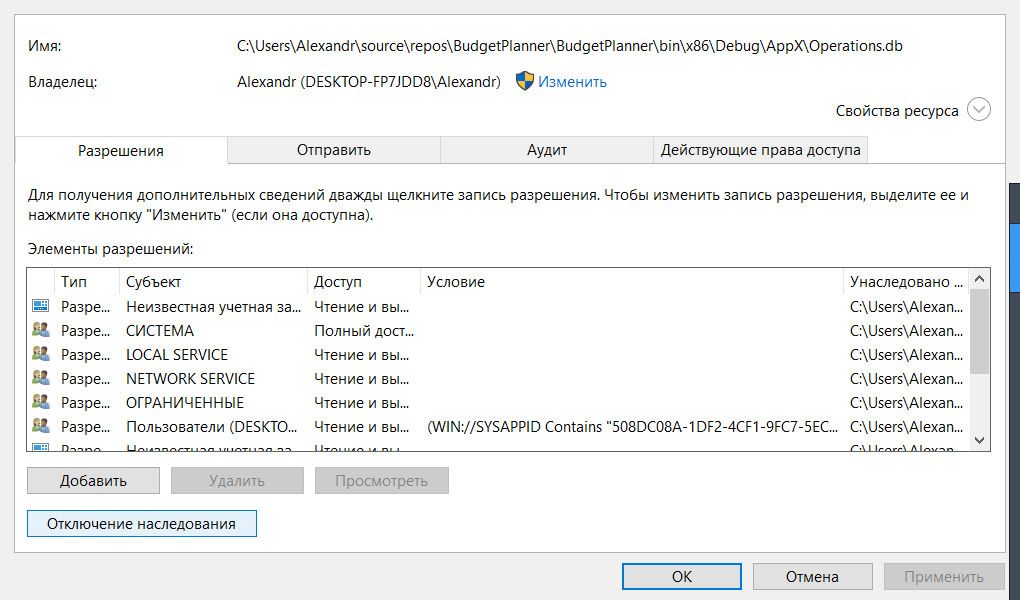 Имя: C:\Users\Alexandr\source\repos\BudgetPlanner\BudgetPlanner\bin\x86\Debug\AppX\Operations.db
Владелец: Alexandr (DESKTOP-FP7JDD8\Alexandr) Изменить
Свойства ресурса
Разрешения Отправить Аудит Действующие права доступа
Для получения дополнительных сведений дважды щелкните запись разрешения. Чтобы изменить запись разрешения, выделите ее и
нажмите кнопку "Изменить" (если она доступна).
Элементы разрешений:
Тип Субъект Доступ Условие Унаследовано ...
Разре... Неизвестная учетная за... Чтение и вы... C:\Users\Alexan...
Разре... СИСТЕМА Полный дост... C:\Users\Alexan...
Разре... LOCAL SERVICE Чтение и вы... C:\Users\Alexan...
Разре... NETWORK SERVICE Чтение и вы... C:\Users\Alexan...
Разре... ОГРАНИЧЕННЫЕ Чтение и вы... C:\Users\Alexan...
Разре... Пользователи (DESKTO... Чтение и вы... (WIN://SYSAPPID Contains "508DC08A-1DF2-4CF1-9FC7-5EC... C:\Users\Alexan...
Разре... Неизвестная учетная за... Чтение и вы... C:\Users\Alexan...
Добавить Удалить Просмотреть
Отключение наследования
ОК Отмена Применить